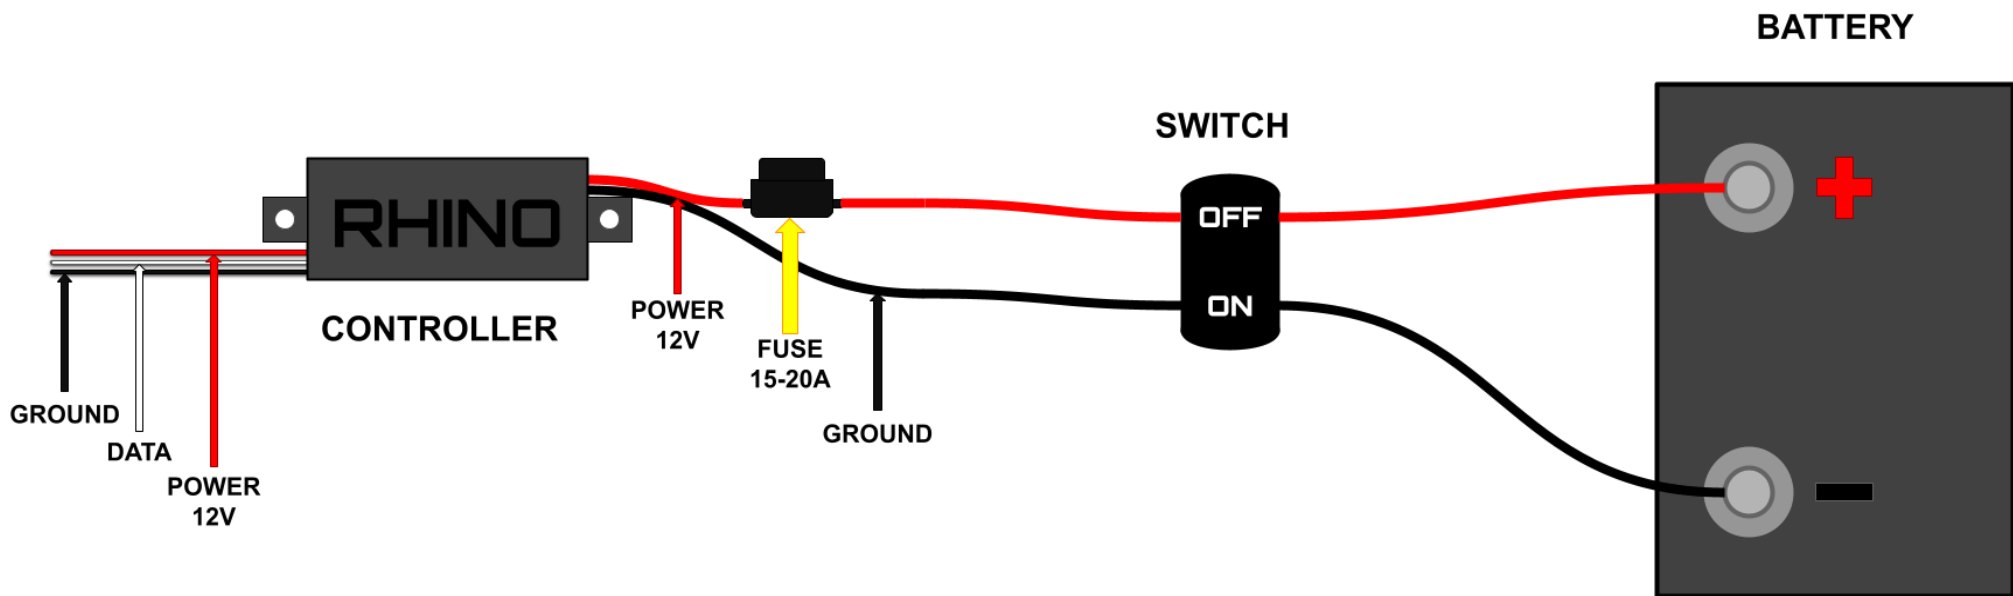 BATTERY
SWITCH
RHINO
OFF
ON
CONTROLLER
POWER
12V
FUSE
15-20A
GROUND
GROUND
DATA
POWER
12V